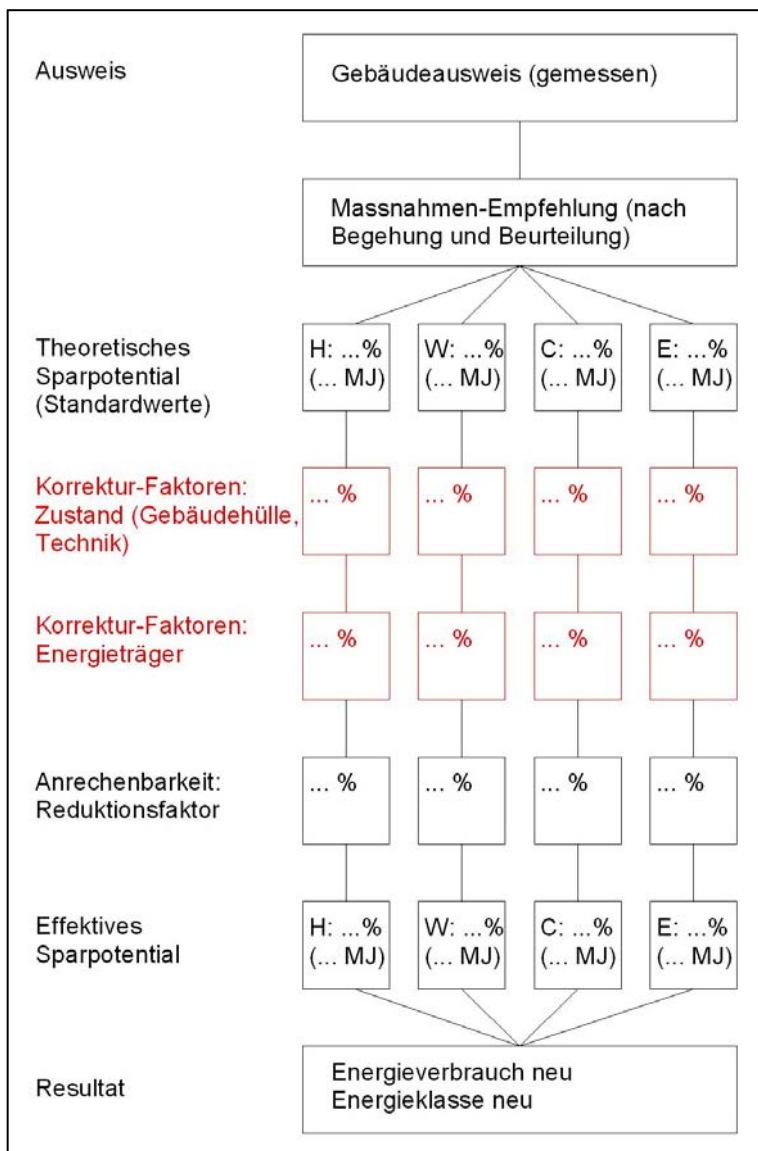 Ausweis
Gebäudeausweis (gemessen)
Massnahmen-Empfehlung (nach
Begehung und Beurteilung)
Theoretisches
Sparpotential
(Standardwerte)
H: ...%
(... MJ)
W: ...%
(... MJ)
C: ...%
(... MJ)
E: ...%
(... MJ)
Korrektur-Faktoren:
Zustand (Gebäudehülle,
Technik)
... %
... %
... %
... %
Korrektur-Faktoren:
Energieträger
... %
... %
... %
... %
Anrechenbarkeit:
Reduktionsfaktor
... %
... %
... %
... %
Effektives
Sparpotential
H: ...%
(... MJ)
W: ...%
(... MJ)
C: ...%
(... MJ)
E: ...%
(... MJ)
Resultat
Energieverbrauch neu
Energieklasse neu